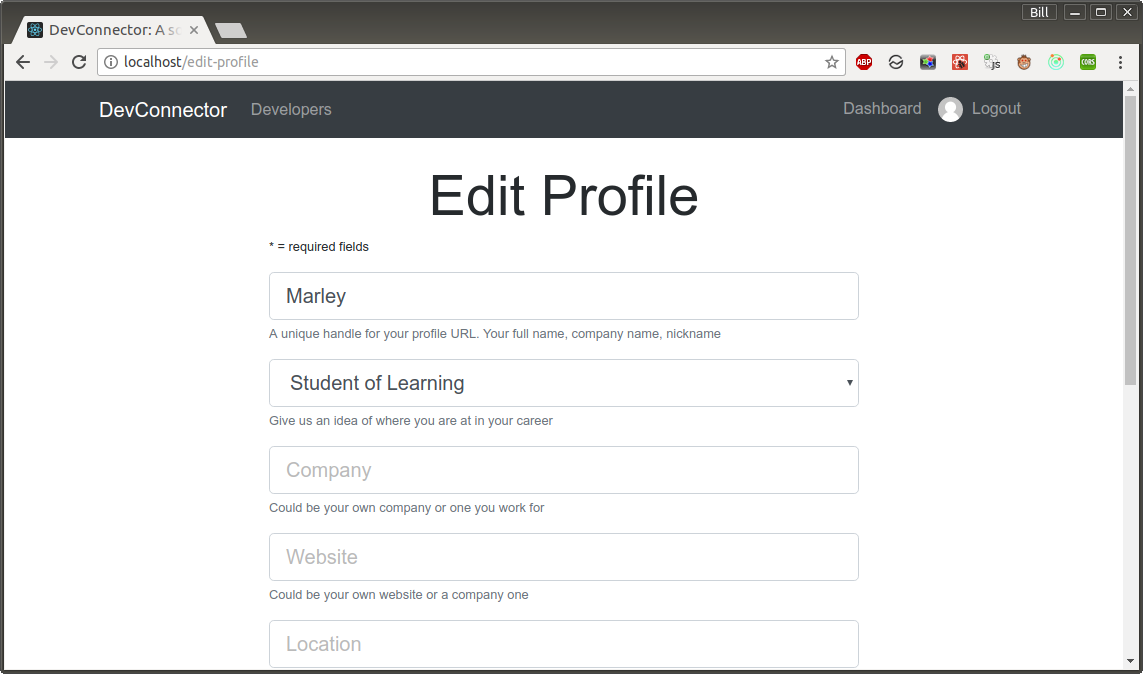 Bill
DevConnector: A so
localhost/edit-profile
ABP
JS
CORS
DevConnector Developers Dashboard Logout
Edit Profile
* = required fields
Marley
A unique handle for your profile URL. Your full name, company name, nickname
Student of Learning
Give us an idea of where you are at in your career
Company
Could be your own company or one you work for
Website
Could be your own website or a company one
Location